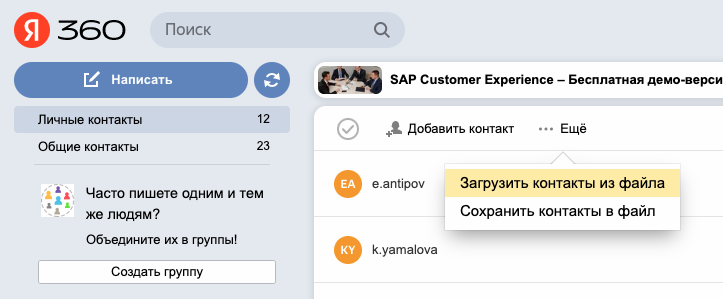 Я 360
Поиск
Написать
SAP Customer Experience – Бесплатная демо-верси
Личные контакты 12
Добавить контакт
Ещё
Общие контакты 23
EA e.antipov
Загрузить контакты из файла
Сохранить контакты в файл
Часто пишете одним и тем
же людям?
Объедините их в группы!
KY k.yamalova
Создать группу